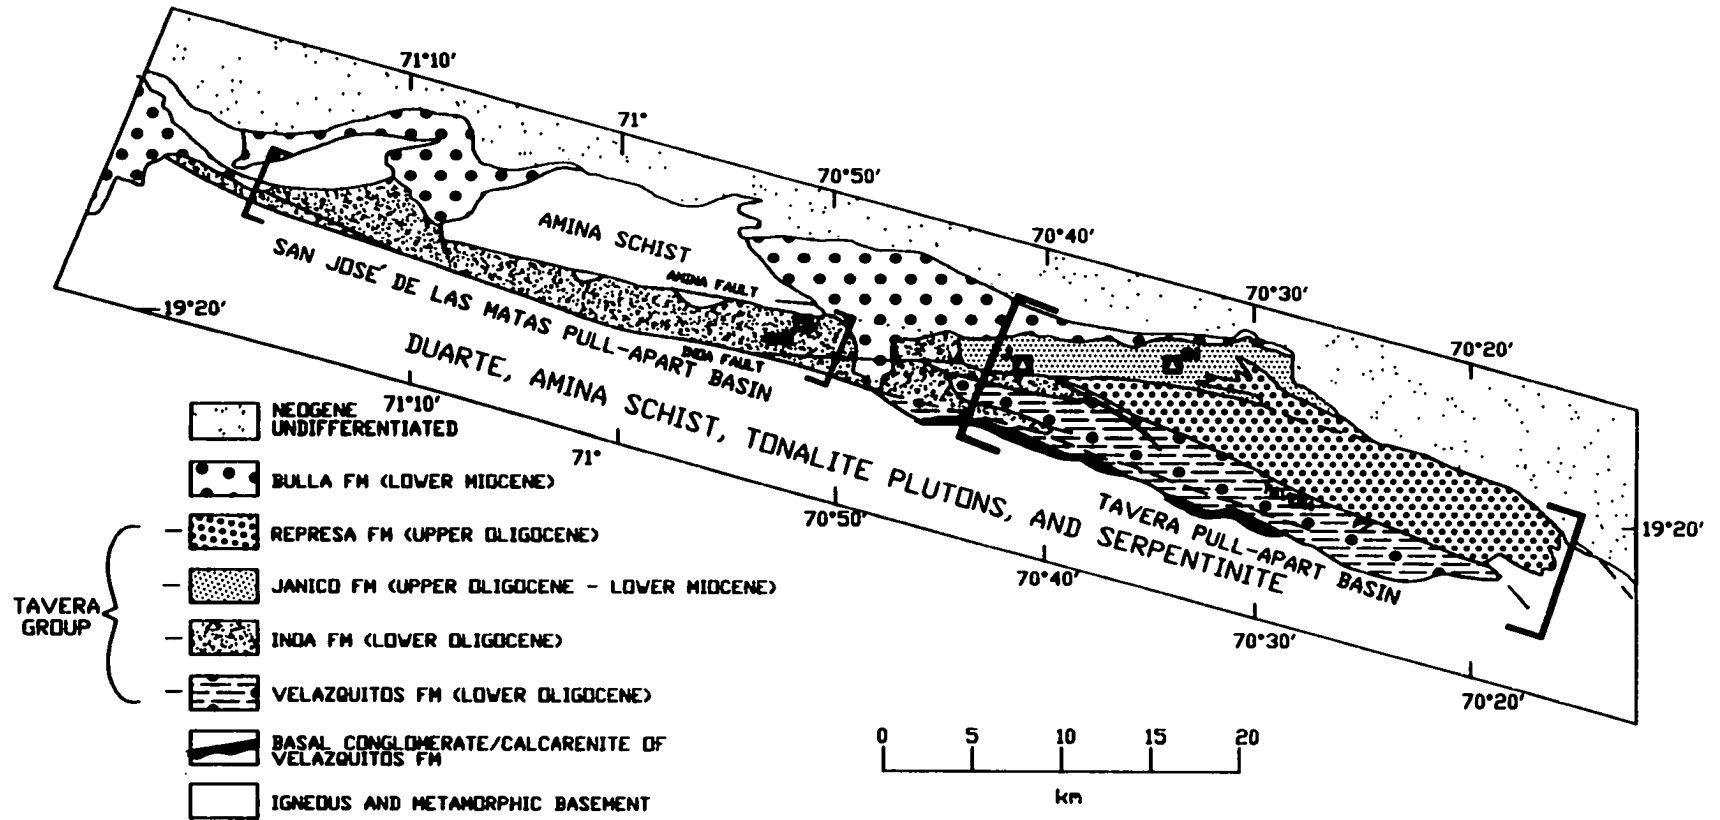 71°10′
71°
70°50′
70°40′
70°30′
70°20′
AMINA SCHIST
AMINA FAULT
INOA FAULT
SAN JOSÉ DE LAS MATAS PULL-APART BASIN
DUARTE, AMINA SCHIST, TONALITE PLUTONS, AND SERPENTINITE
TAVERA PULL-APART BASIN
19°20′
19°20′
71°10′
71°
70°50′
70°40′
70°30′
70°20′
NEOGENE
UNDIFFERENTIATED
BULLA FM (LOWER MIOCENE)
REPRESA FM (UPPER OLIGOCENE)
JANICO FM (UPPER OLIGOCENE - LOWER MIOCENE)
INOA FM (LOWER OLIGOCENE)
VELAZQUITOS FM (LOWER OLIGOCENE)
BASAL CONGLOMERATE/CALCARENITE OF
VELAZQUITOS FM
IGNEOUS AND METAMORPHIC BASEMENT
TAVERA
GROUP
0 5 10 15 20
km